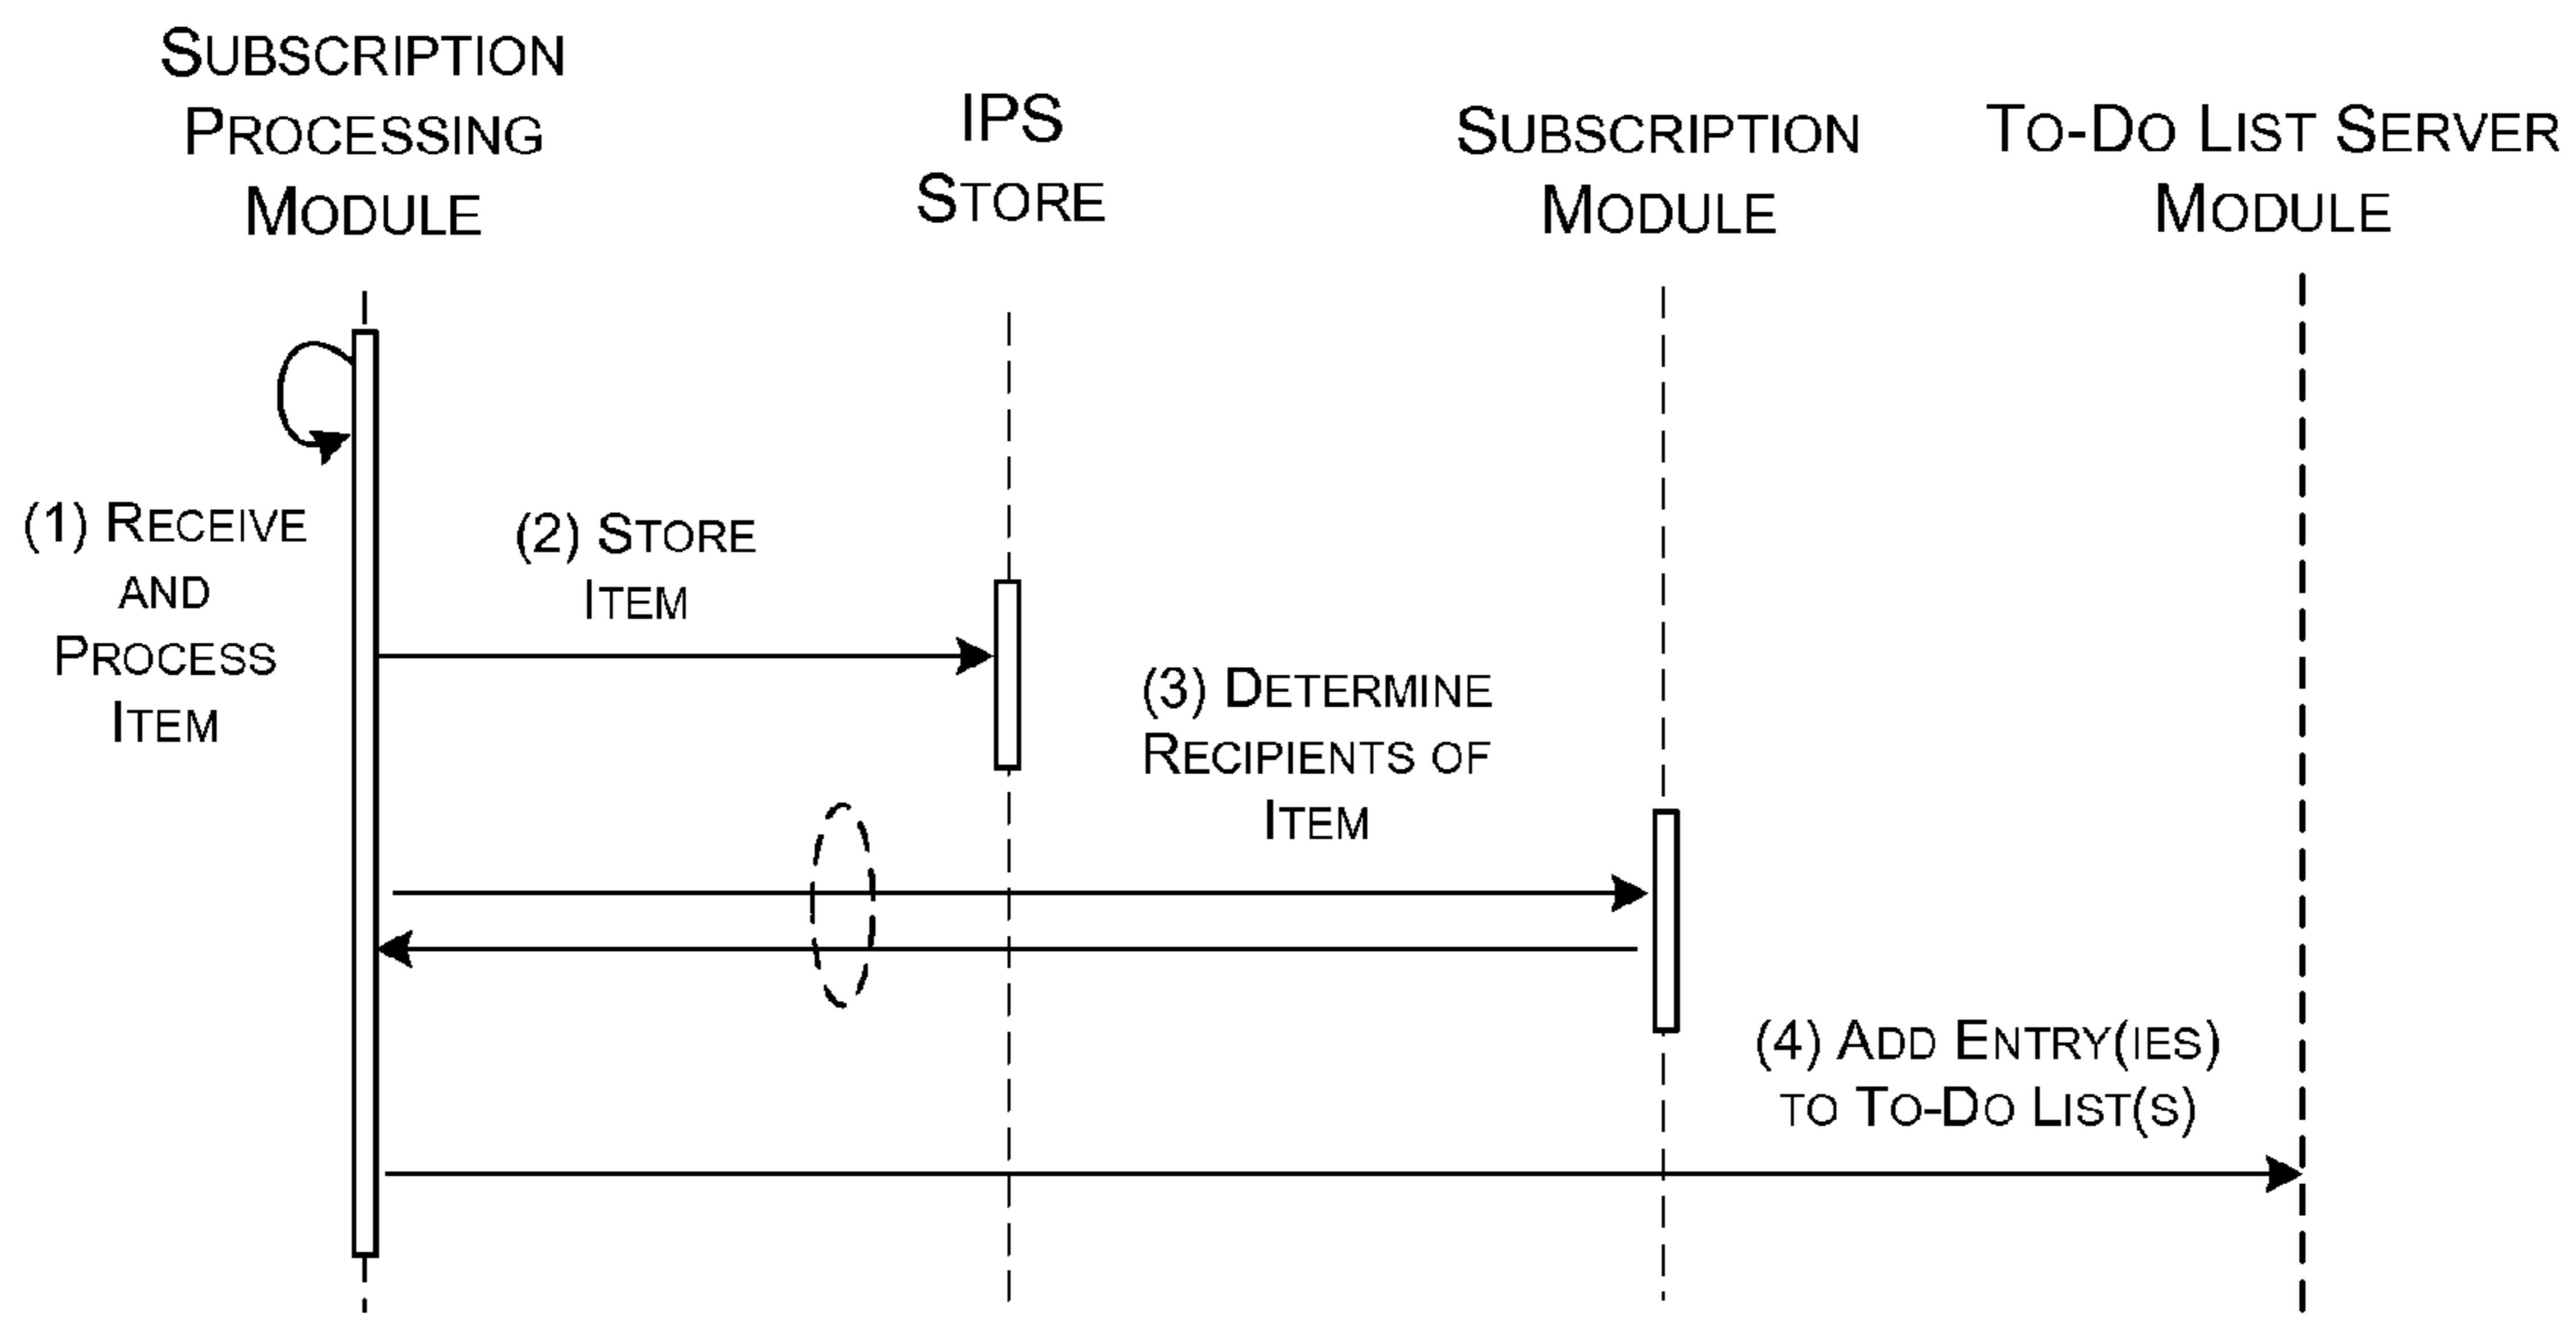 SUBSCRIPTION
PROCESSING
MODULE
IPS
STORE
SUBSCRIPTION
MODULE
TO-DO LIST SERVER
MODULE
(1) RECEIVE
AND
PROCESS
ITEM
(2) STORE
ITEM
(3) DETERMINE
RECIPIENTS OF
ITEM
(4) ADD ENTRY(IES)
TO TO-DO LIST(S)